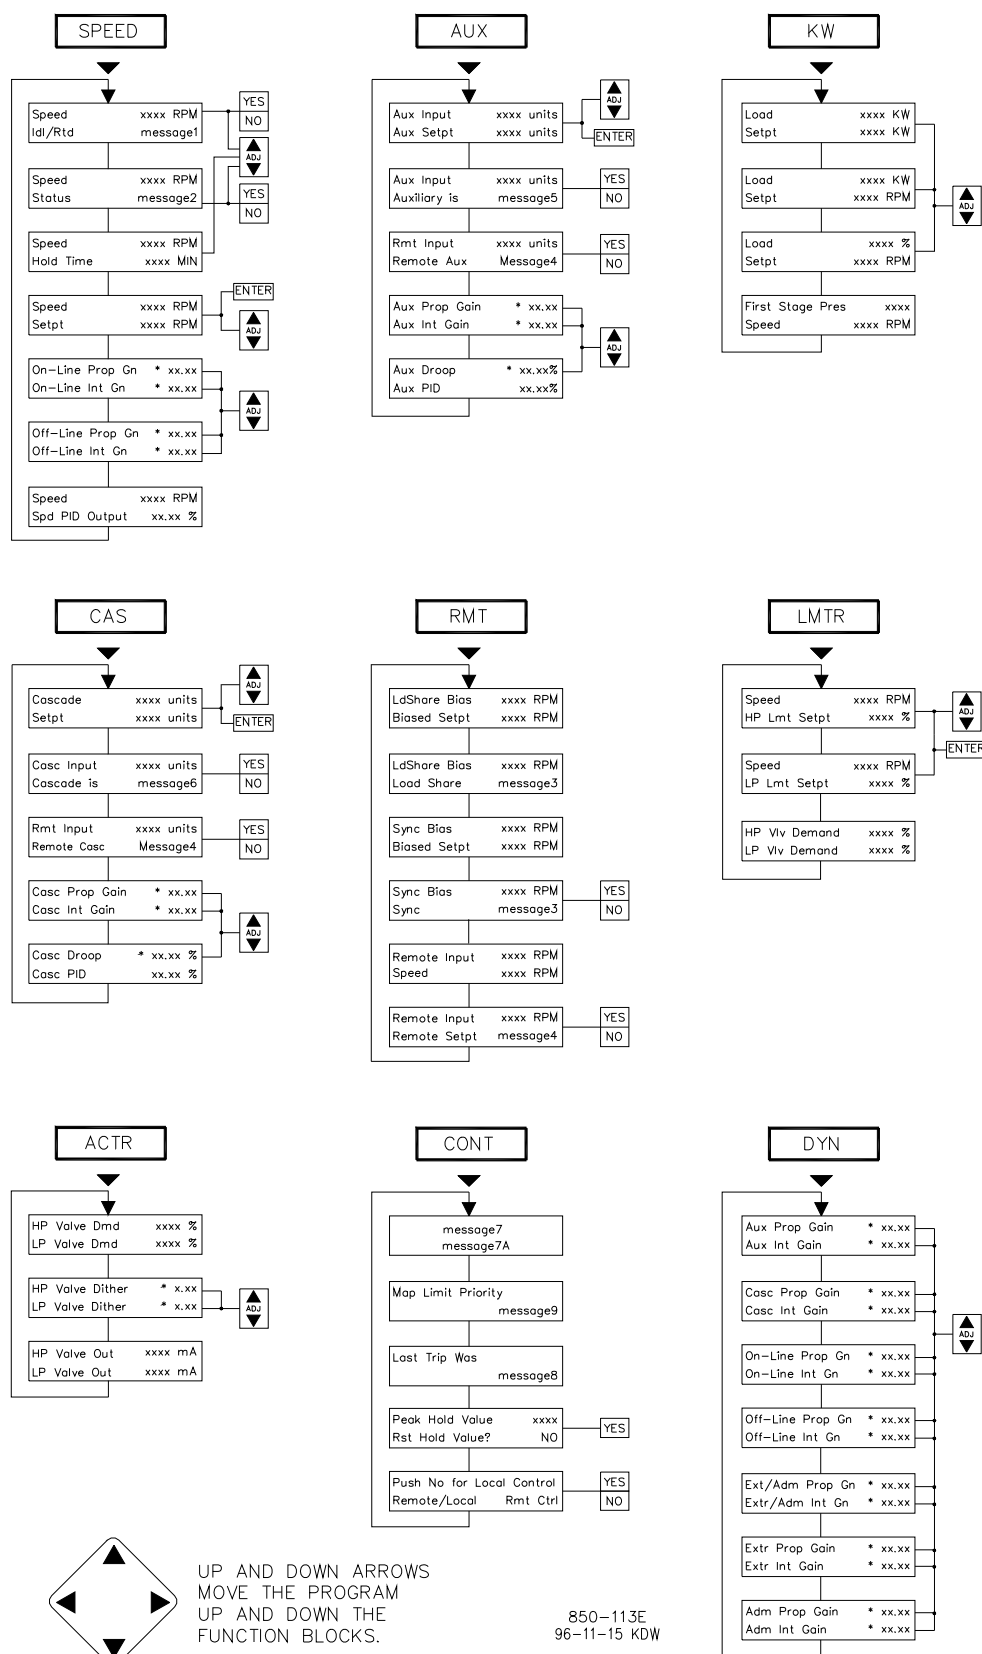 SPEED
Speed xxxx RPM
Idl/Rtd message1
YES
NO
ADJ
Speed xxxx RPM
Status message2
YES
NO
Speed xxxx RPM
Hold Time xxxx MIN
Speed xxxx RPM
Setpt xxxx RPM
ENTER
ADJ
On-Line Prop Gn * xx.xx
On-Line Int Gn * xx.xx
ADJ
Off-Line Prop Gn * xx.xx
Off-Line Int Gn * xx.xx
Speed xxxx RPM
Spd PID Output xx.xx %
AUX
Aux Input xxxx units
Aux Setpt xxxx units
ADJ
ENTER
Aux Input xxxx units
Auxiliary is message5
YES
NO
Rmt Input xxxx units
Remote Aux Message4
YES
NO
Aux Prop Gain * xx.xx
Aux Int Gain * xx.xx
ADJ
Aux Droop * xx.xx%
Aux PID xx.xx%
KW
Load xxxx KW
Setpt xxxx KW
Load xxxx KW
Setpt xxxx RPM
ADJ
Load xxxx %
Setpt xxxx RPM
First Stage Pres xxxx
Speed xxxx RPM
CAS
Cascade xxxx units
Setpt xxxx units
ADJ
ENTER
Casc Input xxxx units
Cascade is message6
YES
NO
Rmt Input xxxx units
Remote Casc Message4
YES
NO
Casc Prop Gain * xx.xx
Casc Int Gain * xx.xx
ADJ
Casc Droop * xx.xx %
Casc PID xx.xx %
RMT
LdShare Bias xxxx RPM
Biased Setpt xxxx RPM
LdShare Bias xxxx RPM
Load Share message3
Sync Bias xxxx RPM
Biased Setpt xxxx RPM
Sync Bias xxxx RPM
Sync message3
YES
NO
Remote Input xxxx RPM
Speed xxxx RPM
Remote Input xxxx RPM
Remote Setpt message4
YES
NO
LMTR
Speed xxxx RPM
HP Lmt Setpt xxxx %
ADJ
ENTER
Speed xxxx RPM
LP Lmt Setpt xxxx %
HP Vlv Demand xxxx %
LP Vlv Demand xxxx %
ACTR
HP Valve Dmd xxxx %
LP Valve Dmd xxxx %
HP Valve Dither * x.xx
LP Valve Dither * x.xx
ADJ
HP Valve Out xxxx mA
LP Valve Out xxxx mA
CONT
message7
message7A
Map Limit Priority
message9
Last Trip Was
message8
Peak Hold Value xxxx
Rst Hold Value? NO
YES
Push No for Local Control
Remote/Local Rmt Ctrl
YES
NO
DYN
Aux Prop Gain * xx.xx
Aux Int Gain * xx.xx
Casc Prop Gain * xx.xx
Casc Int Gain * xx.xx
ADJ
On-Line Prop Gn * xx.xx
On-Line Int Gn * xx.xx
Off-Line Prop Gn * xx.xx
Off-Line Int Gn * xx.xx
Ext/Adm Prop Gn * xx.xx
Extr/Adm Int Gn * xx.xx
Extr Prop Gain * xx.xx
Extr Int Gain * xx.xx
Adm Prop Gain * xx.xx
Adm Int Gain * xx.xx
UP AND DOWN ARROWS
MOVE THE PROGRAM
UP AND DOWN THE
FUNCTION BLOCKS.
850-113E
96-11-15 KDW